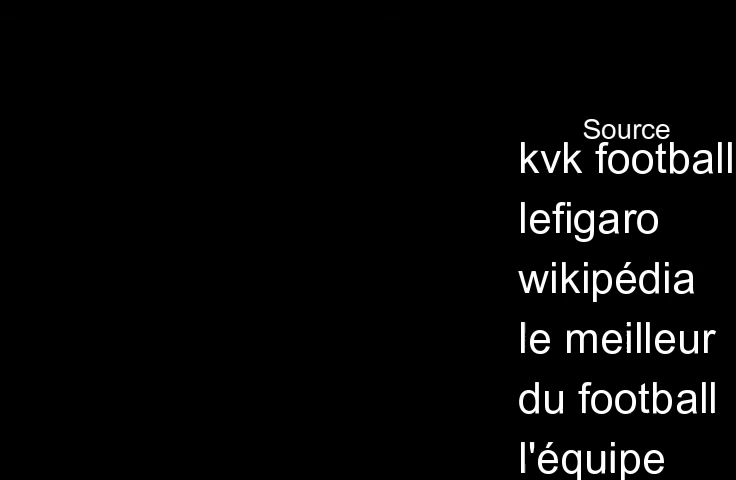 Source
kvk football
lefigaro
wikipédia
le meilleur
du football
l'équipe